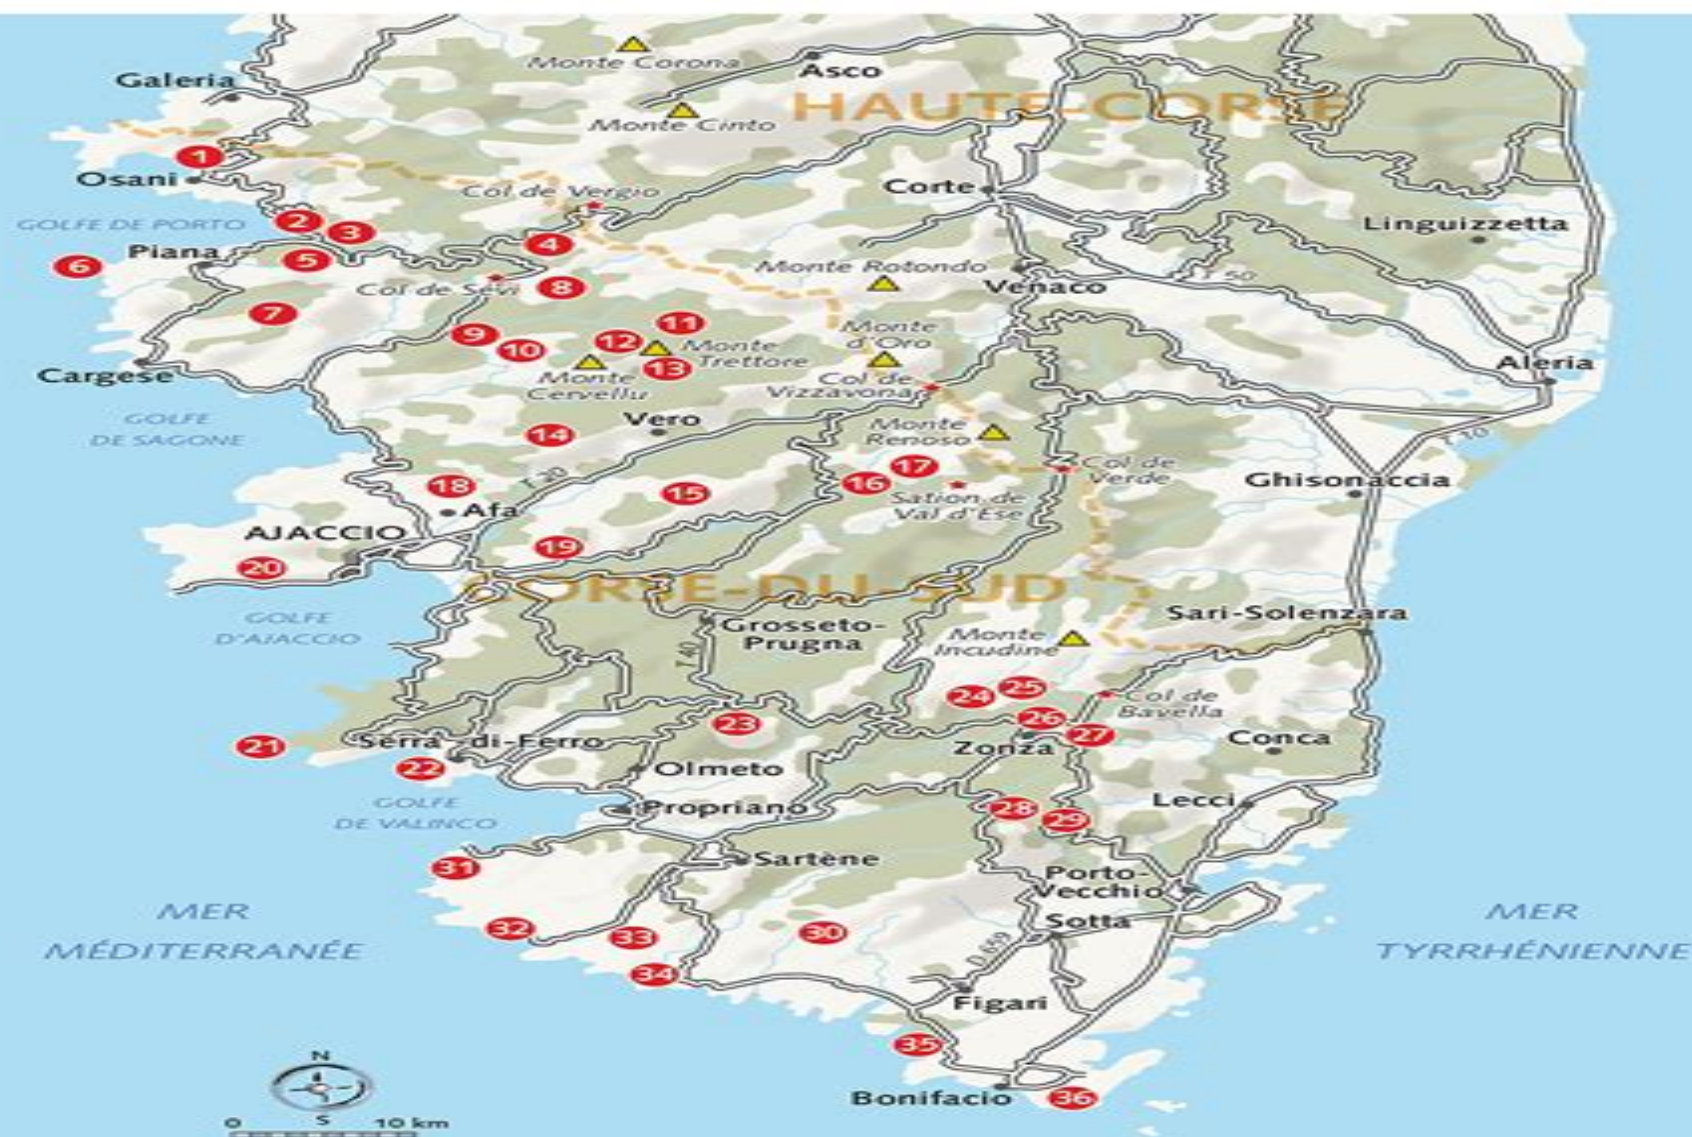 Monte Corona
Asco
Galeria
HAUTE-CORSE
Monte Cinto
1
Osani
Col de Vergio
Corte
GOLFE DE PORTO
2
3
Linguizzetta
Piana
4
5
6
Monte Rotondo
T 50
Col de Sevi
8
Venaco
7
11
Monte
d'Oro
9
12
10
Monte
Trettore
13
Aleria
Cargese
Monte
Cervellu
Col de
Vizzavona
GOLFE
DE SAGONE
Vero
14
Monte
Renoso
T 10
17
Col de
Verde
16
18
T 20
15
Ghisonaccia
Sation de
Val d'Ese
Afa
AJACCIO
19
20
CORSE-DU-SUD
GOLFE
D'AJACCIO
Sari-Solenzara
Grosseto-
Prugna
Monte
Incudine
T 40
24
25
Col de
Bavella
23
26
27
21
Serra-di-Ferro
Zonza
Conca
22
Olmeto
GOLFE
DE VALINCO
Propriano
28
Lecci
29
31
Sartène
Porto-
Vecchio
MER
MÉDITERRANÉE
32
33
30
Sotta
MER
TYRRHÉNIENNE
D 659
34
Figari
35
N
S
Bonifacio
36
0
10 km